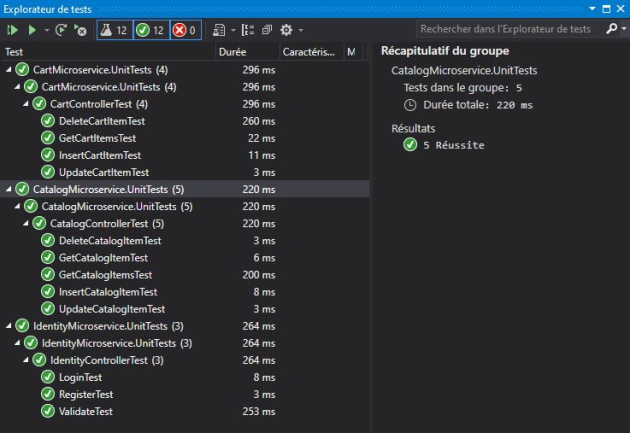 Explorateur de tests
12 12 0 Rechercher dans l'Explorateur de tests
Test Durée Caractéris... M
CartMicroservice.UnitTests (4) 296 ms
CartMicroservice.UnitTests (4) 296 ms
CartControllerTest (4) 296 ms
DeleteCartItemTest 260 ms
GetCartItemsTest 22 ms
InsertCartItemTest 11 ms
UpdateCartItemTest 3 ms
CatalogMicroservice.UnitTests (5) 220 ms
CatalogMicroservice.UnitTests (5) 220 ms
CatalogControllerTest (5) 220 ms
DeleteCatalogItemTest 3 ms
GetCatalogItemTest 6 ms
GetCatalogItemsTest 200 ms
InsertCatalogItemTest 8 ms
UpdateCatalogItemTest 3 ms
IdentityMicroservice.UnitTests (3) 264 ms
IdentityMicroservice.UnitTests (3) 264 ms
IdentityControllerTest (3) 264 ms
LoginTest 8 ms
RegisterTest 3 ms
ValidateTest 253 ms
Récapitulatif du groupe
CatalogMicroservice.UnitTests
Tests dans le groupe: 5
Durée totale: 220 ms
Résultats
5 Réussite